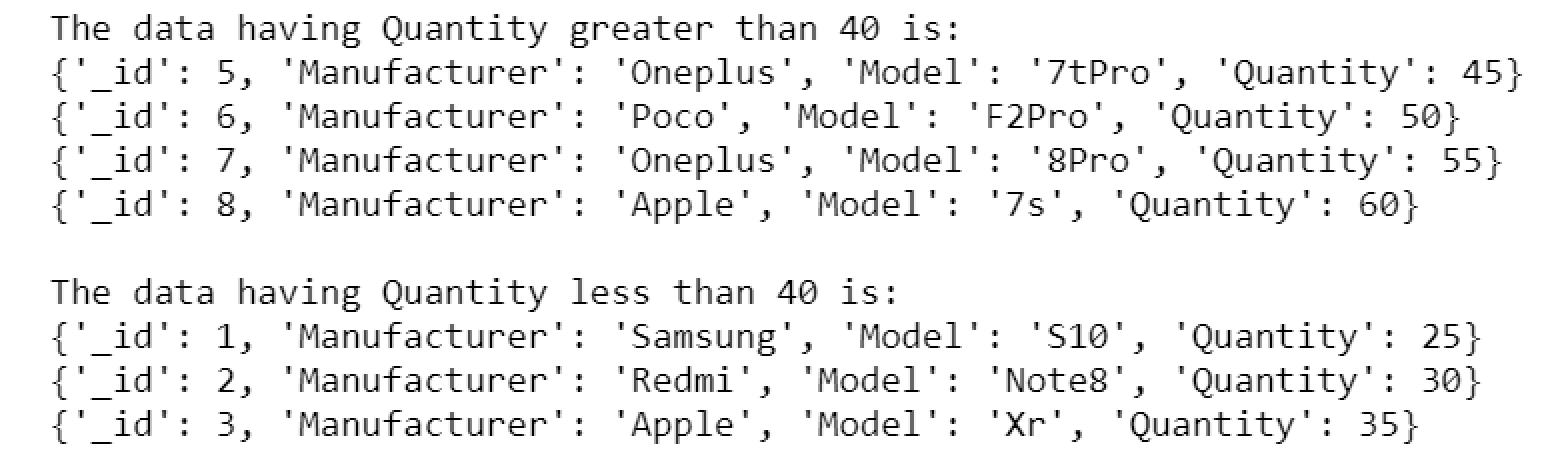 The data having Quantity greater than 40 is:
{'_id': 5, 'Manufacturer': 'Oneplus', 'Model': '7tPro', 'Quantity': 45}
{'_id': 6, 'Manufacturer': 'Poco', 'Model': 'F2Pro', 'Quantity': 50}
{'_id': 7, 'Manufacturer': 'Oneplus', 'Model': '8Pro', 'Quantity': 55}
{'_id': 8, 'Manufacturer': 'Apple', 'Model': '7s', 'Quantity': 60}
The data having Quantity less than 40 is:
{'_id': 1, 'Manufacturer': 'Samsung', 'Model': 'S10', 'Quantity': 25}
{'_id': 2, 'Manufacturer': 'Redmi', 'Model': 'Note8', 'Quantity': 30}
{'_id': 3, 'Manufacturer': 'Apple', 'Model': 'Xr', 'Quantity': 35}